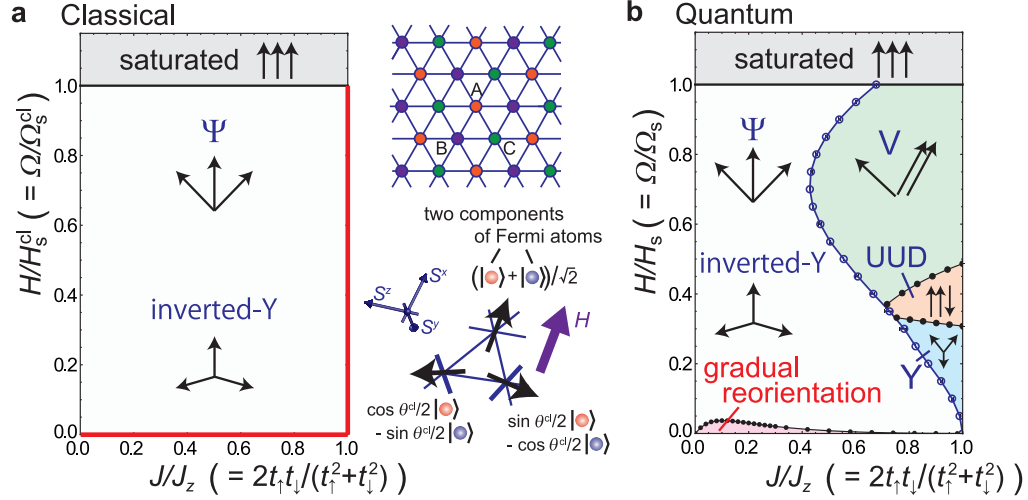 a Classical
saturated
1.0
0.8
0.6
0.4
0.2
0.0
H/H_s^cl ( = Ω/Ω_s^cl)
Ψ
inverted-Y
0.0 0.2 0.4 0.6 0.8 1.0
J/J_z ( = 2t↑t↓/(t↑²+t↓²)
A
B C
two components
of Fermi atoms
(| ⟩+| ⟩)/√2
S^x
S^z
S^y
H
cos θ^cl/2 | ⟩
- sin θ^cl/2 | ⟩
sin θ^cl/2 | ⟩
- cos θ^cl/2 | ⟩
b Quantum
saturated
1.0
0.8
0.6
0.4
0.2
0.0
H/H_s ( = Ω/Ω_s)
Ψ
V
UUD
inverted-Y
Y
gradual
reorientation
0.0 0.2 0.4 0.6 0.8 1.0
J/J_z ( = 2t↑t↓/(t↑²+t↓²)